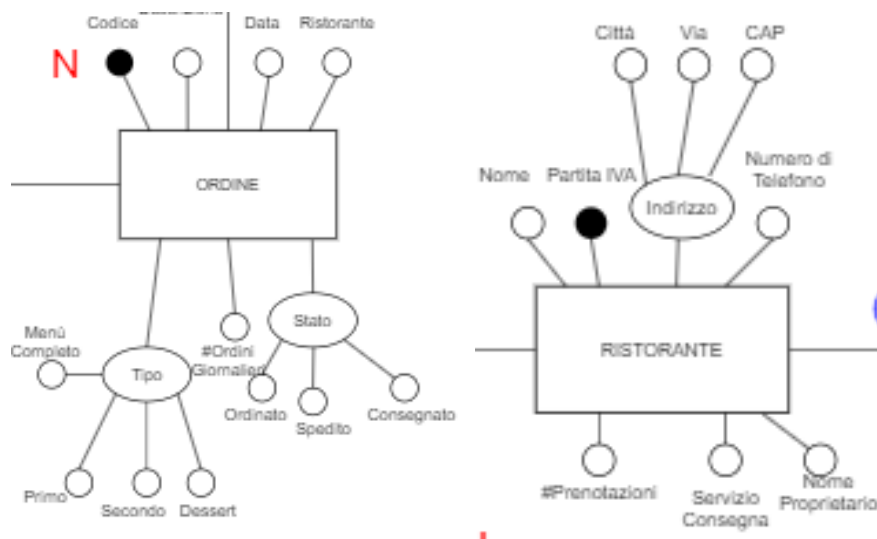 Codice
Data
Ristorante
N
ORDINE
Menù
Completo
Tipo
#Ordini
Giornalieri
Stato
Ordinato
Spedito
Consegnato
Primo
Secondo
Dessert
Città
Via
CAP
Nome
Partita IVA
Indirizzo
Numero di
Telefono
RISTORANTE
#Prenotazioni
Servizio
Consegna
Nome
Proprietario